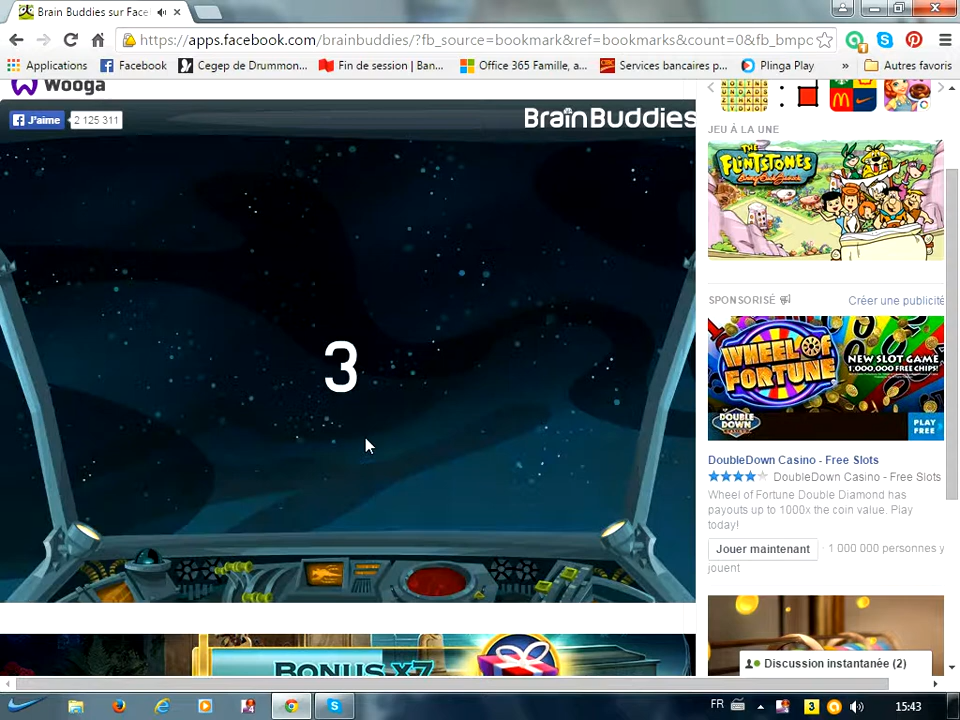 Brain Buddies sur Face
https://apps.facebook.com/brainbuddies/?fb_source=bookmark&ref=bookmarks&count=0&fb_bmpc
Applications
Facebook
Cegep de Drummon...
Fin de session | Ban...
Office 365 Famille, a...
Services bancaires p...
Plinga Play
»
Autres favoris
Wooga
J'aime
2 125 311
BrainBuddies
3
BONUS X7
JEU À LA UNE
THE FLINTSTONES
SPONSORISÉ
Créer une publicité
WHEEL OF FORTUNE
NEW SLOT GAME
1,000,000 FREE CHIPS!
DOUBLEDOWN
CASINO
PLAY
FREE
DoubleDown Casino - Free Slots
DoubleDown Casino - Free Slots
Wheel of Fortune Double Diamond has
payouts up to 1000x the coin value. Play
today!
Jouer maintenant
· 1 000 000 personnes y
jouent
Discussion instantanée (2)
FR
3
15:43